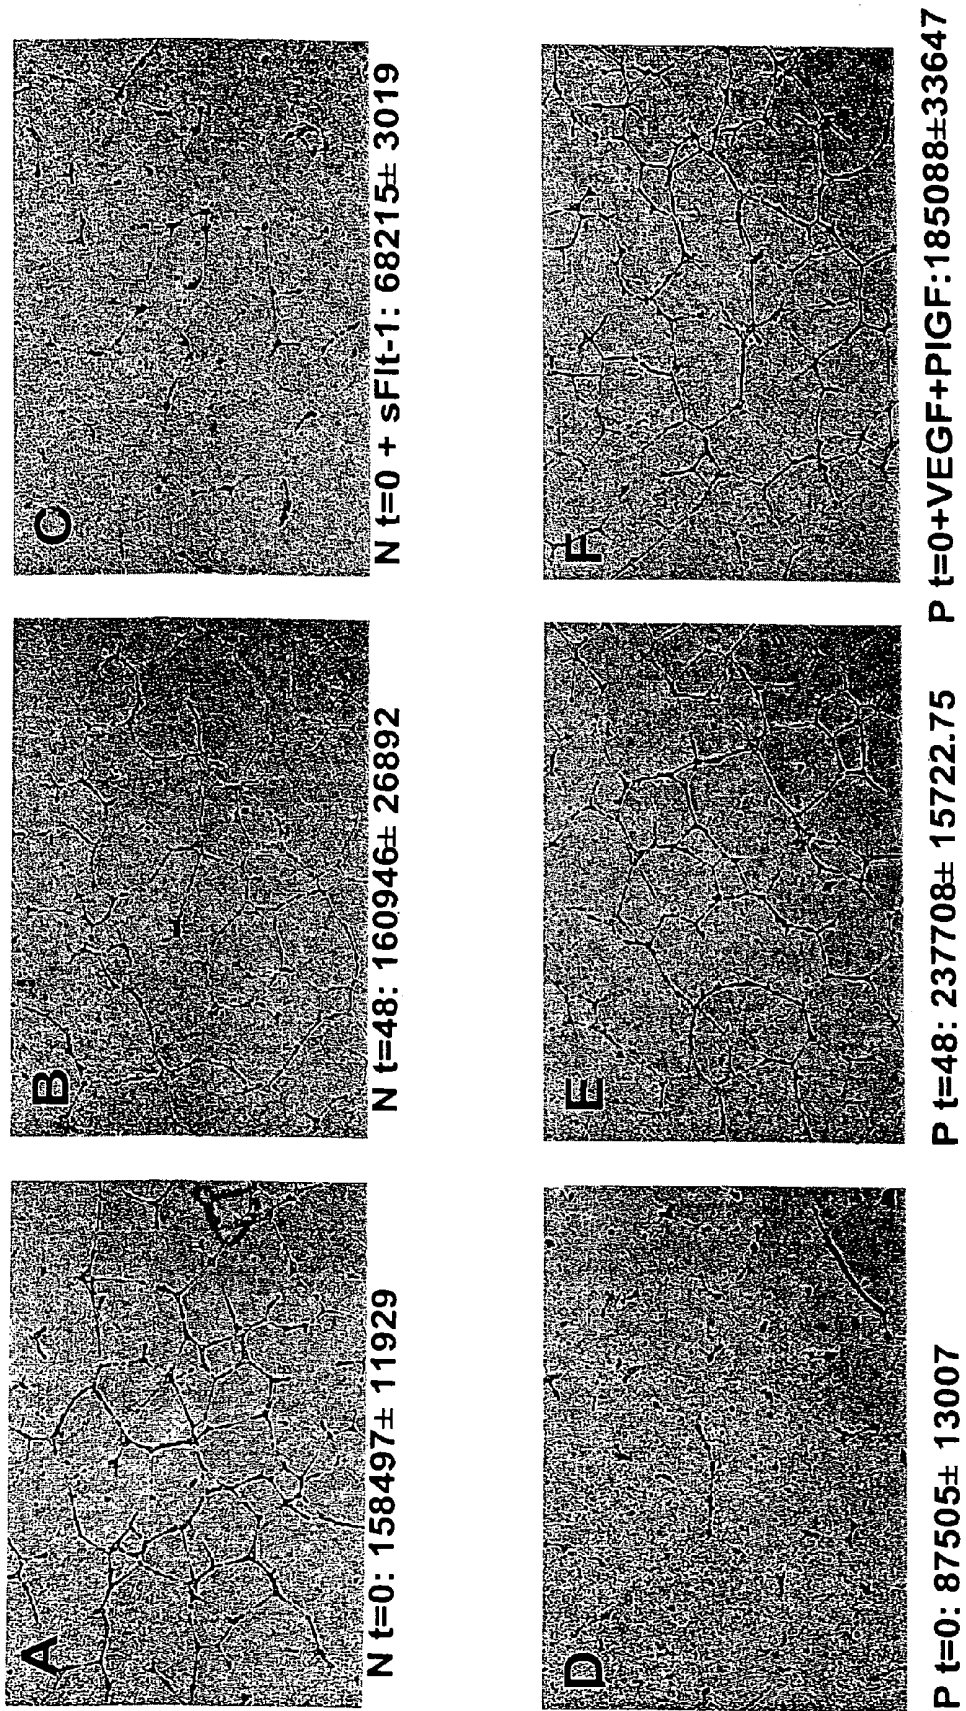 A
N t=0: 158497± 11929
B
N t=48: 160946± 26892
C
N t=0 + sFlt-1: 68215± 3019
D
P t=0: 87505± 13007
E
P t=48: 237708± 15722.75
F
P t=0+VEGF+PlGF:185088±33647